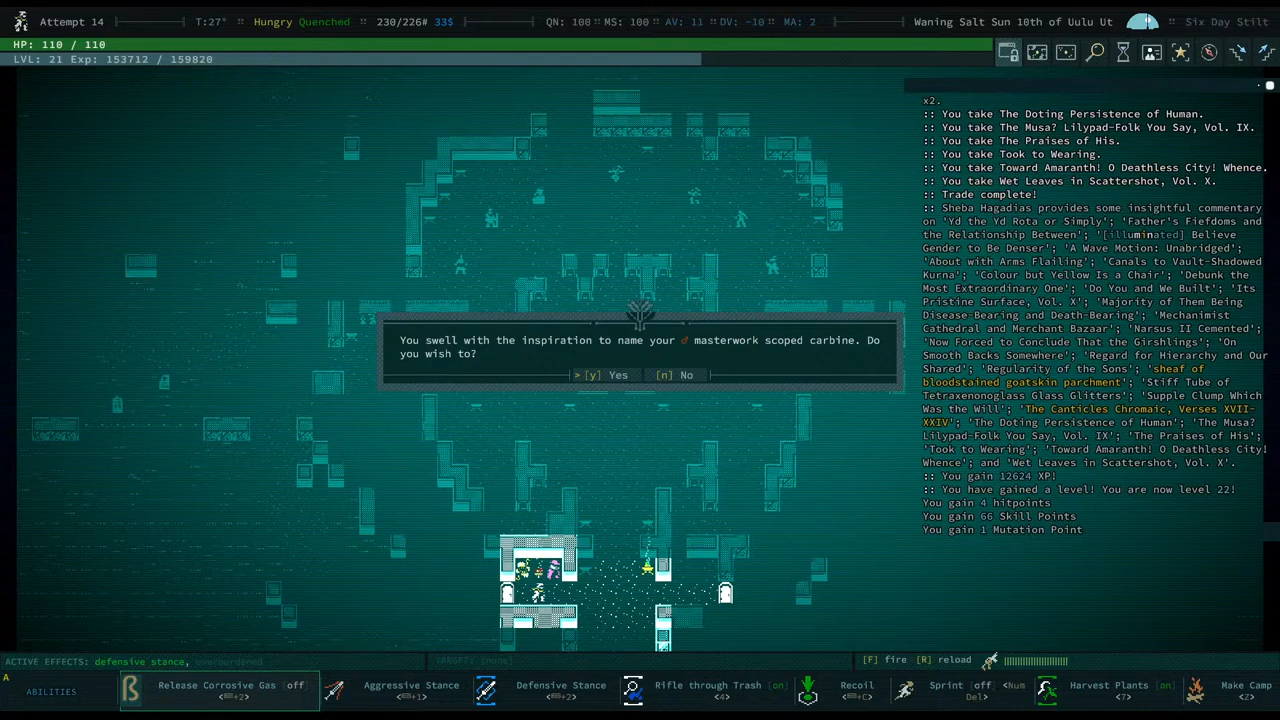 Attempt 14
T:27°
Hungry Quenched
230/226# 33$
QN: 100
MS: 100
AV: 11
DV: -10
MA: 2
Waning Salt Sun 10th of Uulu Ut
Six Day Stilt
HP: 110 / 110
LVL: 21 Exp: 153712 / 159820
x2.
:: You take The Doting Persistence of Human.
:: You take The Musa? Lilypad-Folk You Say, Vol. IX.
:: You take The Praises of His.
:: You take Took to Wearing.
:: You take Toward Amaranth! O Deathless City! Whence.
:: You take Wet Leaves in Scattershot, Vol. X.
:: Trade complete!
:: Sheba Hagadias provides some insightful commentary
on 'Yd the Yd Rota or Simply'; 'Father's Fiefdoms and
the Relationship Between'; '[illuminated] Believe
Gender to Be Denser'; 'A Wave Motion: Unabridged';
'About with Arms Flailing'; 'Canals to Vault-Shadowed
Kurna'; 'Colour but Yellow Is a Chair'; 'Debunk the
Most Extraordinary One'; 'Do You and We Built'; 'Its
Pristine Surface, Vol. X'; 'Majority of Them Being
Disease-Bearing and Death-Bearing'; 'Mechanimist
Cathedral and Merchant Bazaar'; 'Narsus II Cemented';
'Now Forced to Conclude That the Girshlings'; 'On
Smooth Backs Somewhere'; 'Regard for Hierarchy and Our
Shared'; 'Regularity of the Sons'; 'sheaf of
bloodstained goatskin parchment'; 'Stiff Tube of
Tetraxenonoglass Glass Glitters'; 'Supple Clump Which
Was the Will'; 'The Canticles Chromaic, Verses XVII-
XXIV'; 'The Doting Persistence of Human'; 'The Musa?
Lilypad-Folk You Say, Vol. IX'; 'The Praises of His';
'Took to Wearing'; 'Toward Amaranth! O Deathless City!
Whence'; and 'Wet Leaves in Scattershot, Vol. X'.
:: You gain 12624 XP!
:: You have gained a level! You are now level 22!
You gain 4 hitpoints
You gain 66 Skill Points
You gain 1 Mutation Point
You swell with the inspiration to name your ♂ masterwork scoped carbine. Do
you wish to?
> [y] Yes
[n] No
ACTIVE EFFECTS: defensive stance, overburdened
TARGET: [none]
[F] fire [R] reload
A
ABILITIES
Release Corrosive Gas [off]
<+2>
Aggressive Stance
<+1>
Defensive Stance
<+2>
Rifle through Trash [on]
<4>
Recoil
<+C>
Sprint [off] <Num
Del>
Harvest Plants [on]
<7>
Make Camp
<Z>